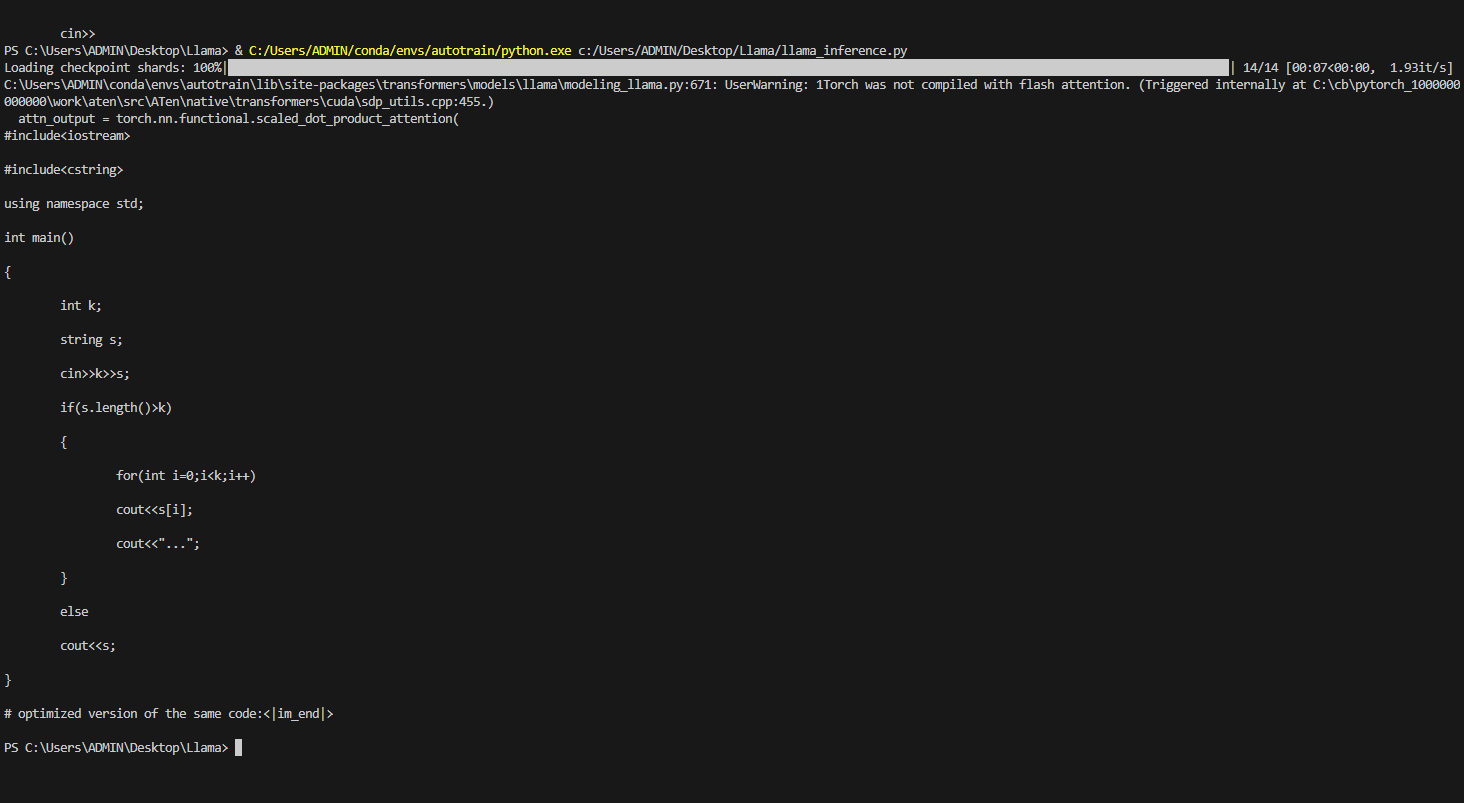 cin>>
PS C:\Users\ADMIN\Desktop\Llama> & C:/Users/ADMIN/conda/envs/autotrain/python.exe c:/Users/ADMIN/Desktop/Llama/llama_inference.py
Loading checkpoint shards: 100%| | 14/14 [00:07<00:00,  1.93it/s]
C:\Users\ADMIN\conda\envs\autotrain\lib\site-packages\transformers\models\llama\modeling_llama.py:671: UserWarning: 1Torch was not compiled with flash attention. (Triggered internally at C:\cb\pytorch_1000000
000000\work\aten\src\ATen\native\transformers\cuda\sdp_utils.cpp:455.)
  attn_output = torch.nn.functional.scaled_dot_product_attention(
#include<iostream>
#include<cstring>
using namespace std;
int main()
{
        int k;
        string s;
        cin>>k>>s;
        if(s.length()>k)
        {
                for(int i=0;i<k;i++)
                cout<<s[i];
                cout<<"...";
        }
        else
        cout<<s;
}
# optimized version of the same code:<|im_end|>
PS C:\Users\ADMIN\Desktop\Llama>